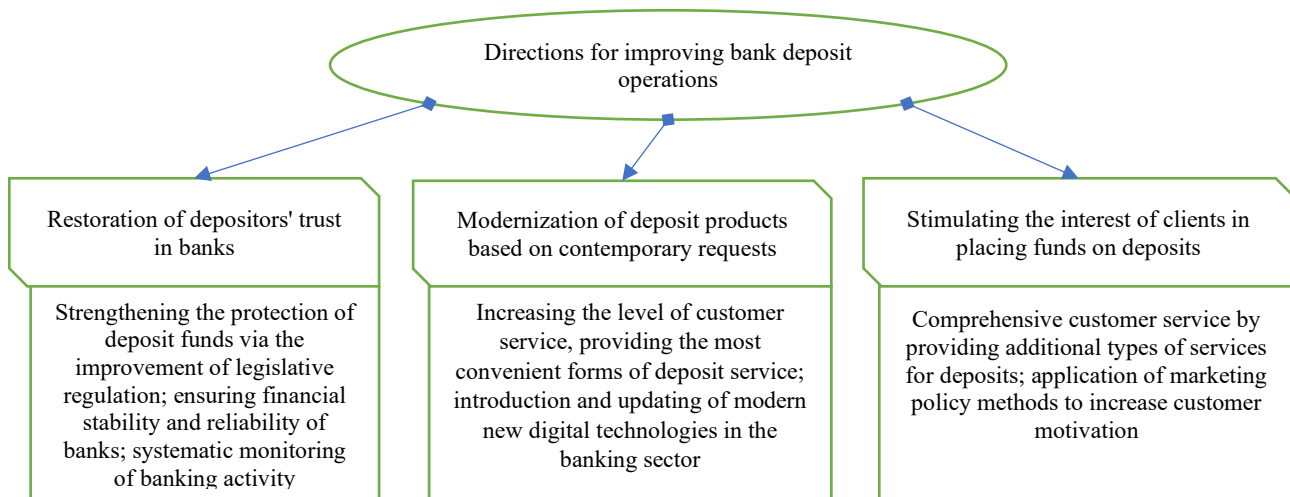 Directions for improving bank deposit
operations
Restoration of depositors' trust
in banks
Strengthening the protection of
deposit funds via the
improvement of legislative
regulation; ensuring financial
stability and reliability of
banks; systematic monitoring
of banking activity
Modernization of deposit products
based on contemporary requests
Increasing the level of customer
service, providing the most
convenient forms of deposit service;
introduction and updating of modern
new digital technologies in the
banking sector
Stimulating the interest of clients in
placing funds on deposits
Comprehensive customer service by
providing additional types of services
for deposits; application of marketing
policy methods to increase customer
motivation